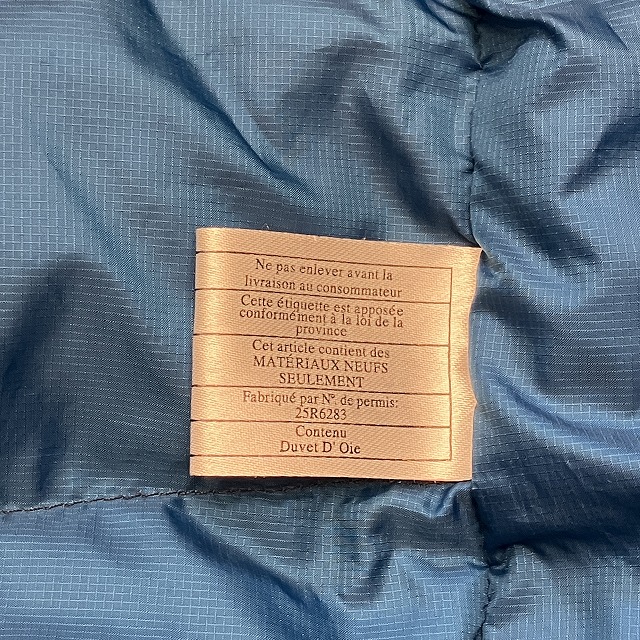 Ne pas enlever avant la
livraison au consommateur
Cette étiquette est apposée
conformément à la loi de la
province
Cet article contient des
MATÉRIAUX NEUFS
SEULEMENT
Fabriqué par Nº. de permis:
25R6283
Contenu
Duvet D' Oie